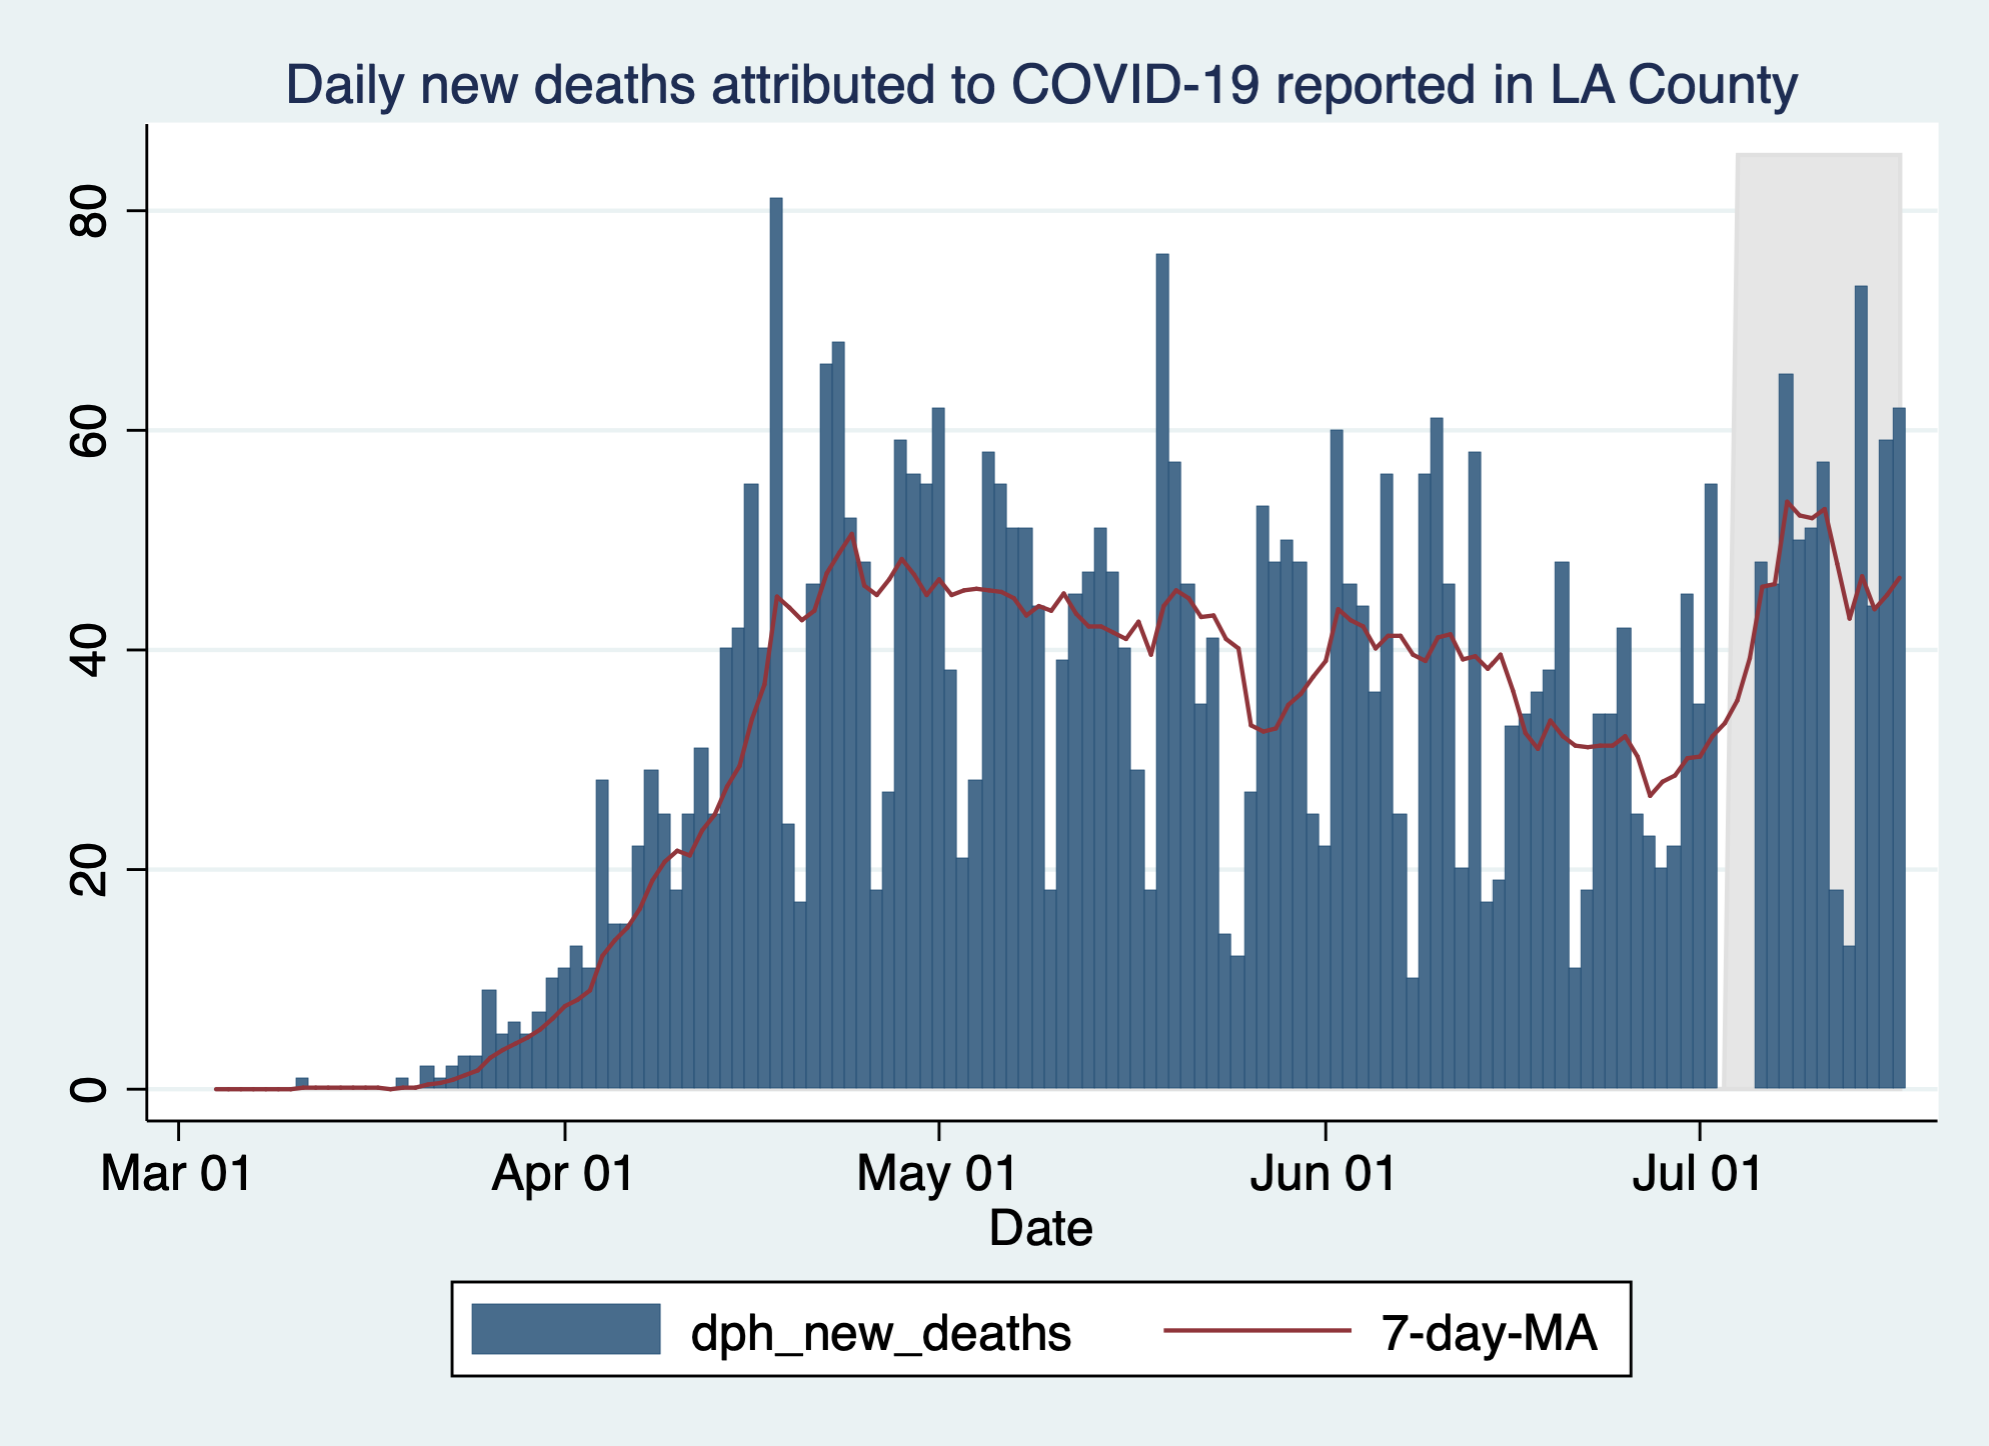 Daily new deaths attributed to COVID-19 reported in LA County
80
60
40
20
0
Mar 01 Apr 01 May 01 Jun 01 Jul 01
Date
dph_new_deaths 7-day-MA